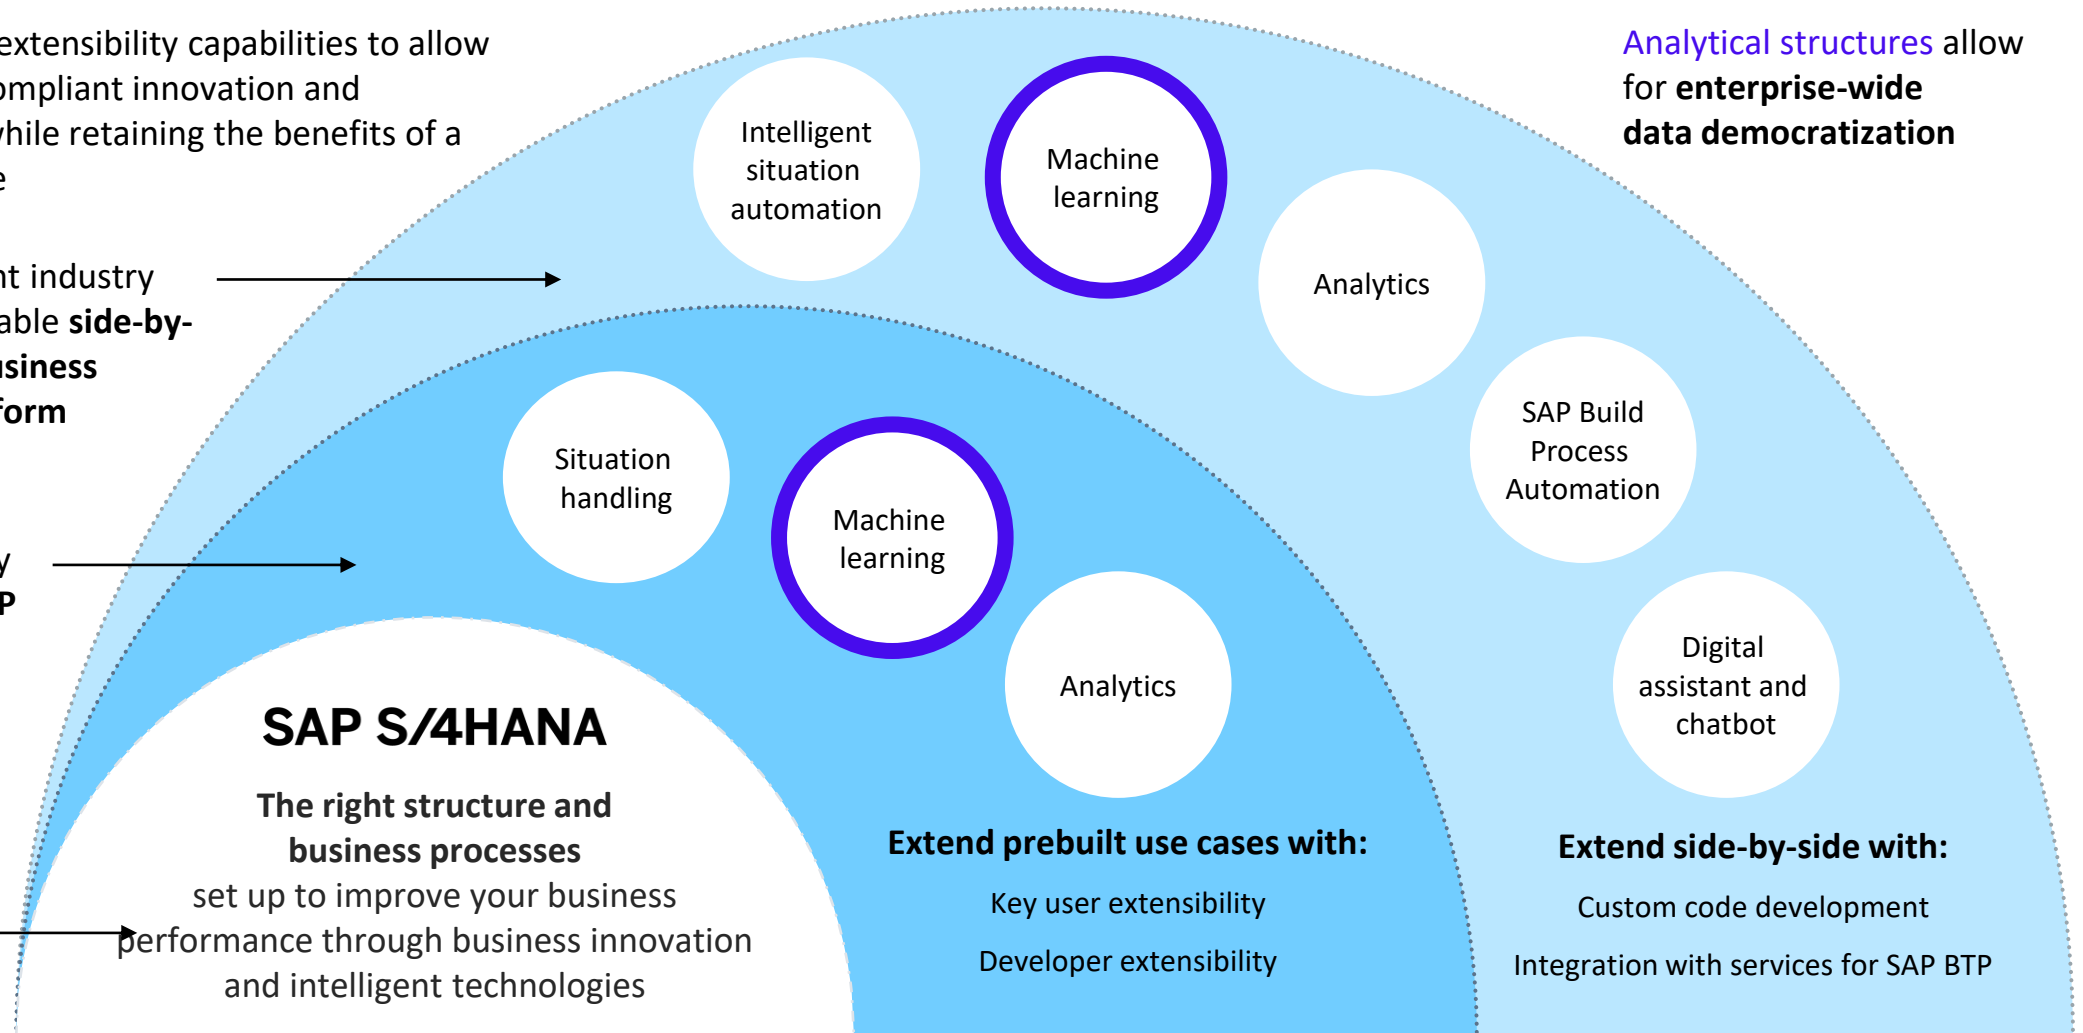 extensibility capabilities to allow
ompliant innovation and
while retaining the benefits of a
e
nt industry
able side-by-
usiness
form
y
P
Analytical structures allow
for enterprise-wide
data democratization
Intelligent
situation
automation
Machine
learning
Analytics
SAP Build
Process
Automation
Digital
assistant and
chatbot
Situation
handling
Machine
learning
Analytics
SAP S/4HANA
The right structure and
business processes
set up to improve your business
performance through business innovation
and intelligent technologies
Extend prebuilt use cases with:
Key user extensibility
Developer extensibility
Extend side-by-side with:
Custom code development
Integration with services for SAP BTP